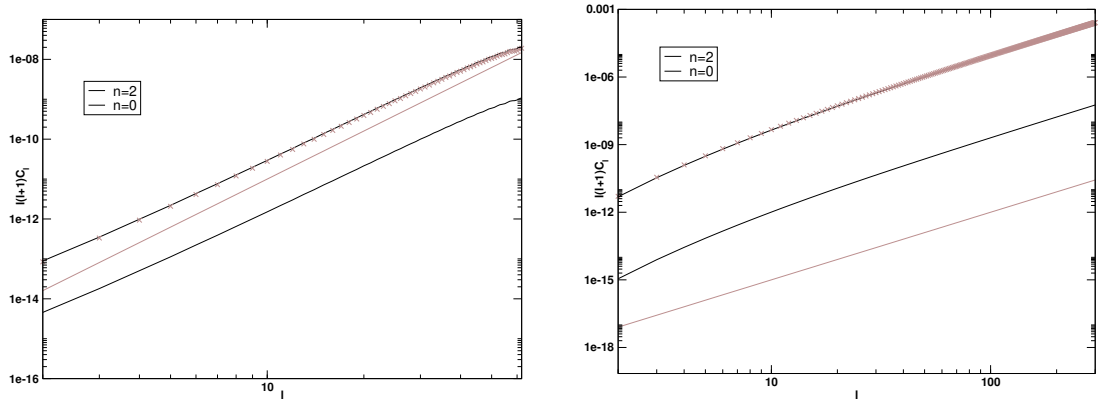 1e-08
1e-10
1e-12
1e-14
1e-16
l(l+1)C_l
n=2
n=0
10
l
0.001
1e-06
1e-09
1e-12
1e-15
1e-18
l(l+1)C_l
n=2
n=0
10
100
l